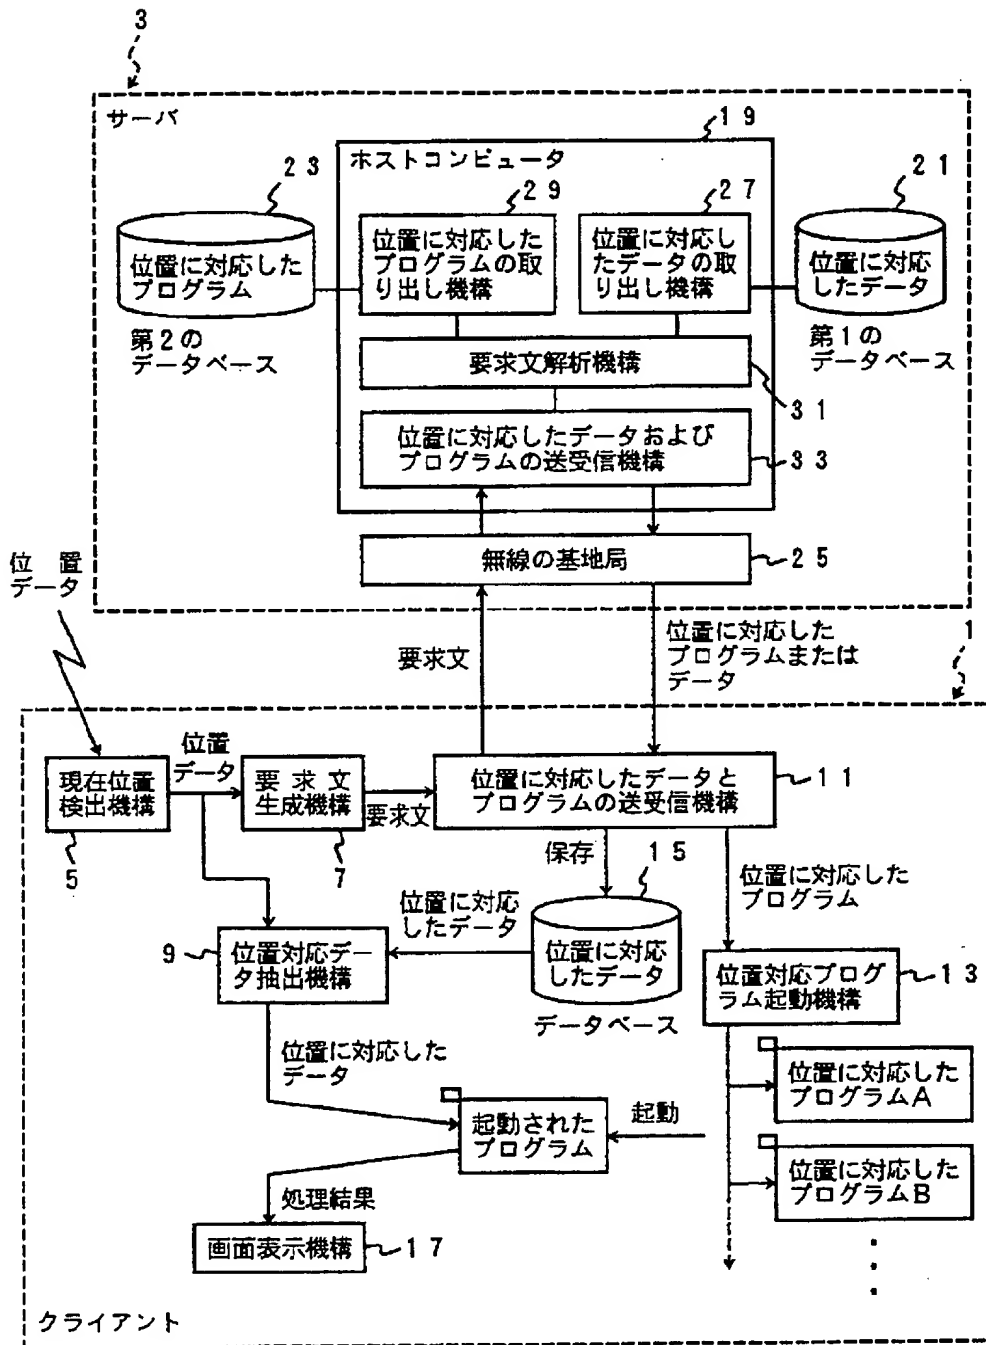 3
サーバ
19
ホストコンピュータ
23
29
27
21
位置に対応した
プログラム
位置に対応した
プログラムの取
り出し機構
位置に対応し
たデータの取
り出し機構
位置に対応
したデータ
第2の
データベース
第1の
データベース
要求文解析機構
31
位置に対応したデータおよび
プログラムの送受信機構
33
無線の基地局
25
位 置
データ
要求文
位置に対応した
プログラムまたは
データ
1
現在位置
検出機構
5
位置
データ
要 求 文
生成機構
7
要求文
位置に対応したデータと
プログラムの送受信機構
11
保存
15
位置に対応した
プログラム
位置に対応
したデータ
9
位置対応デー
タ抽出機構
位置に対応
したデータ
データベース
位置対応プログ
ラム起動機構
13
位置に対応した
データ
起動された
プログラム
起動
位置に対応した
プログラムA
位置に対応した
プログラムB
処理結果
画面表示機構
17
クライアント